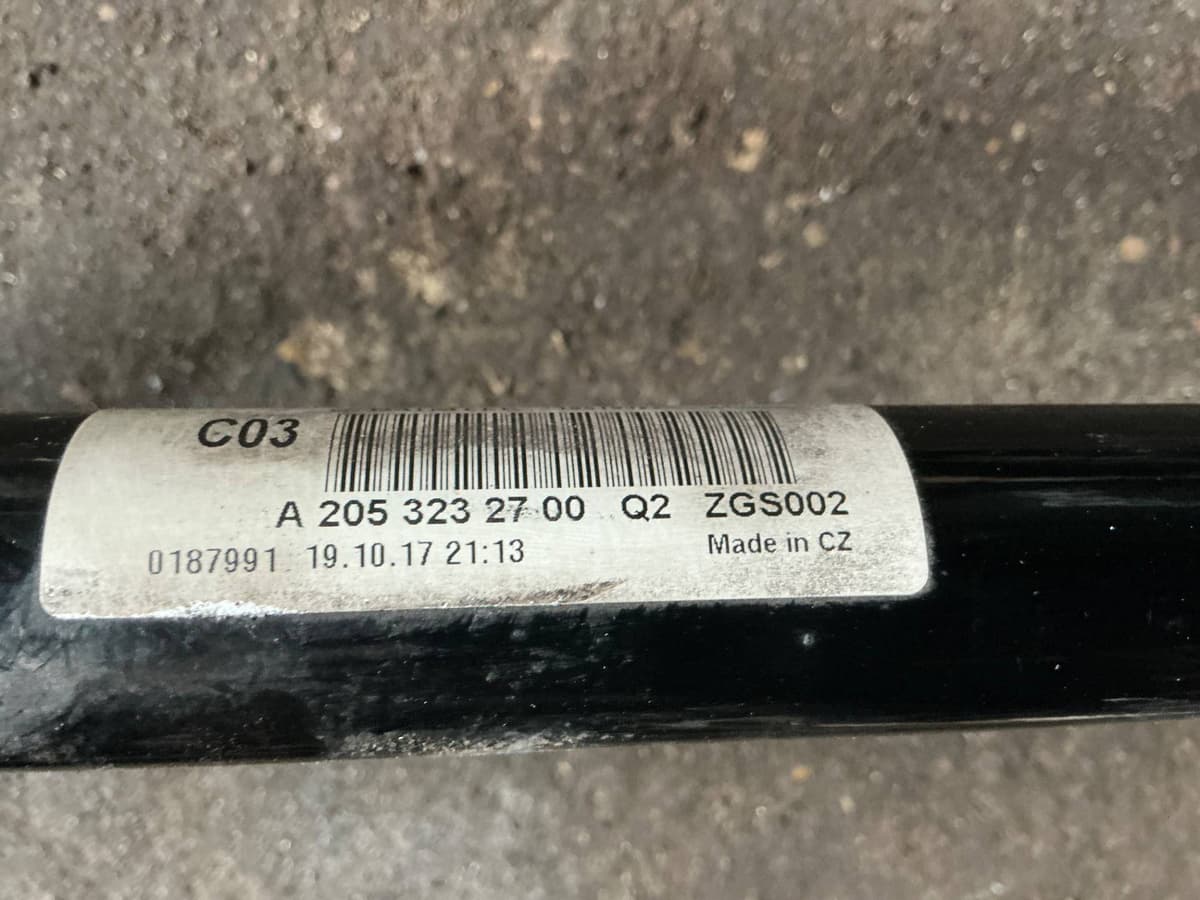 C03
A 205 323 27 00 Q2 ZGS002
0187991 19.10.17 21:13 Made in CZ